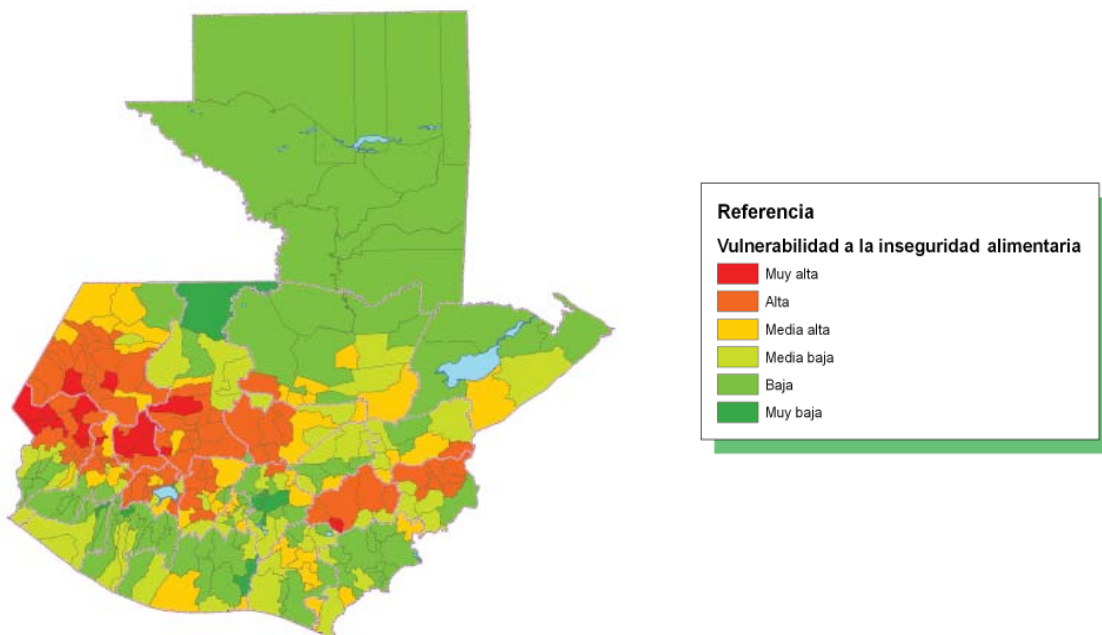 Referencia
Vulnerabilidad a la inseguridad alimentaria
Muy alta
Alta
Media alta
Media baja
Baja
Muy baja